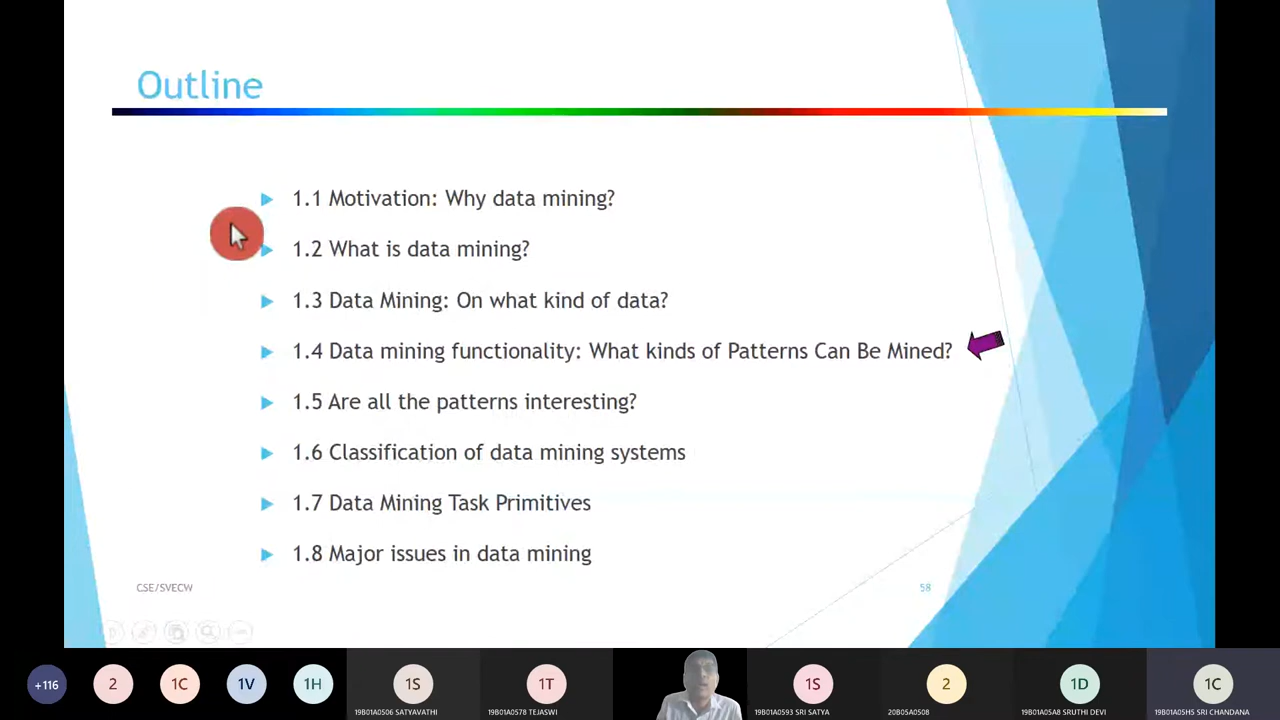 Outline
1.1 Motivation: Why data mining?
1.2 What is data mining?
1.3 Data Mining: On what kind of data?
1.4 Data mining functionality: What kinds of Patterns Can Be Mined?
1.5 Are all the patterns interesting?
1.6 Classification of data mining systems
1.7 Data Mining Task Primitives
1.8 Major issues in data mining
CSE/SVECW
58
+116
2
1C
1V
1H
1S
1T
1S
2
1D
1C
19B01A0506 SATYAVATHI
19B01A0578 TEJASWI
19B01A0593 SRI SATYA
20B05A0508
19B01A05A8 SRUTHI DEVI
19B01A05H5 SRI CHANDANA